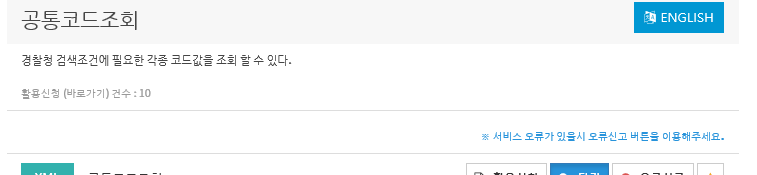 공통코드조회
ENGLISH
경찰청 검색조건에 필요한 각종 코드값을 조회 할 수 있다.
활용신청 (바로가기) 건수 : 10
※ 서비스 오류가 있을시 오류신고 버튼을 이용해주세요.